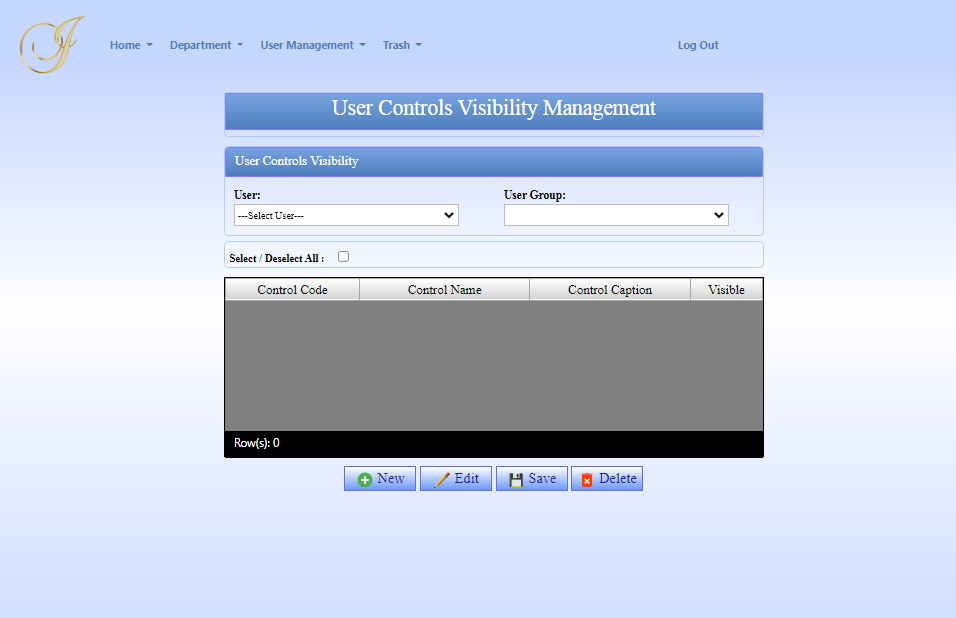 Home Department User Management Trash Log Out
User Controls Visibility Management
User Controls Visibility
User: User Group:
---Select User---
Select / Deselect All :
Control Code Control Name Control Caption Visible
Row(s): 0
New Edit Save Delete